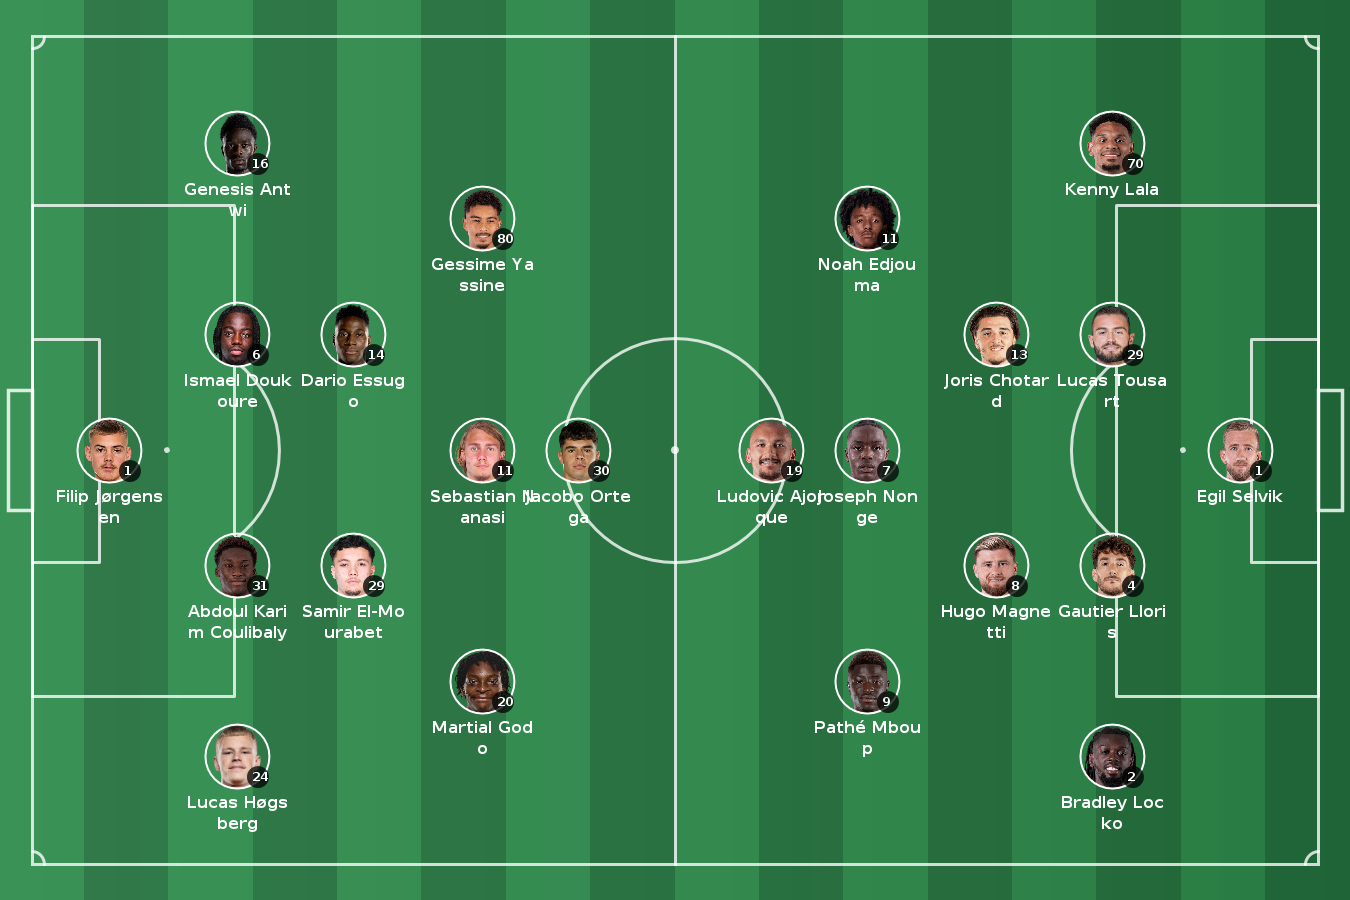 16
Genesis Ant
wi
70
Kenny Lala
80
Gessime Ya
ssine
11
Noah Edjou
ma
6
Ismael Douk
oure
14
Dario Essug
o
13
Joris Chotar
d
29
Lucas Tousa
rt
1
Filip Jørgens
en
11
Sebastian N
anasi
30
Jacobo Orte
ga
19
Ludovic Ajor
que
7
Joseph Non
ge
1
Egil Selvik
31
Abdoul Kari
m Coulibaly
29
Samir El-Mo
urabet
8
Hugo Magne
tti
4
Gautier Llori
s
20
Martial God
o
9
Pathé Mbou
p
24
Lucas Høgs
berg
2
Bradley Loc
ko